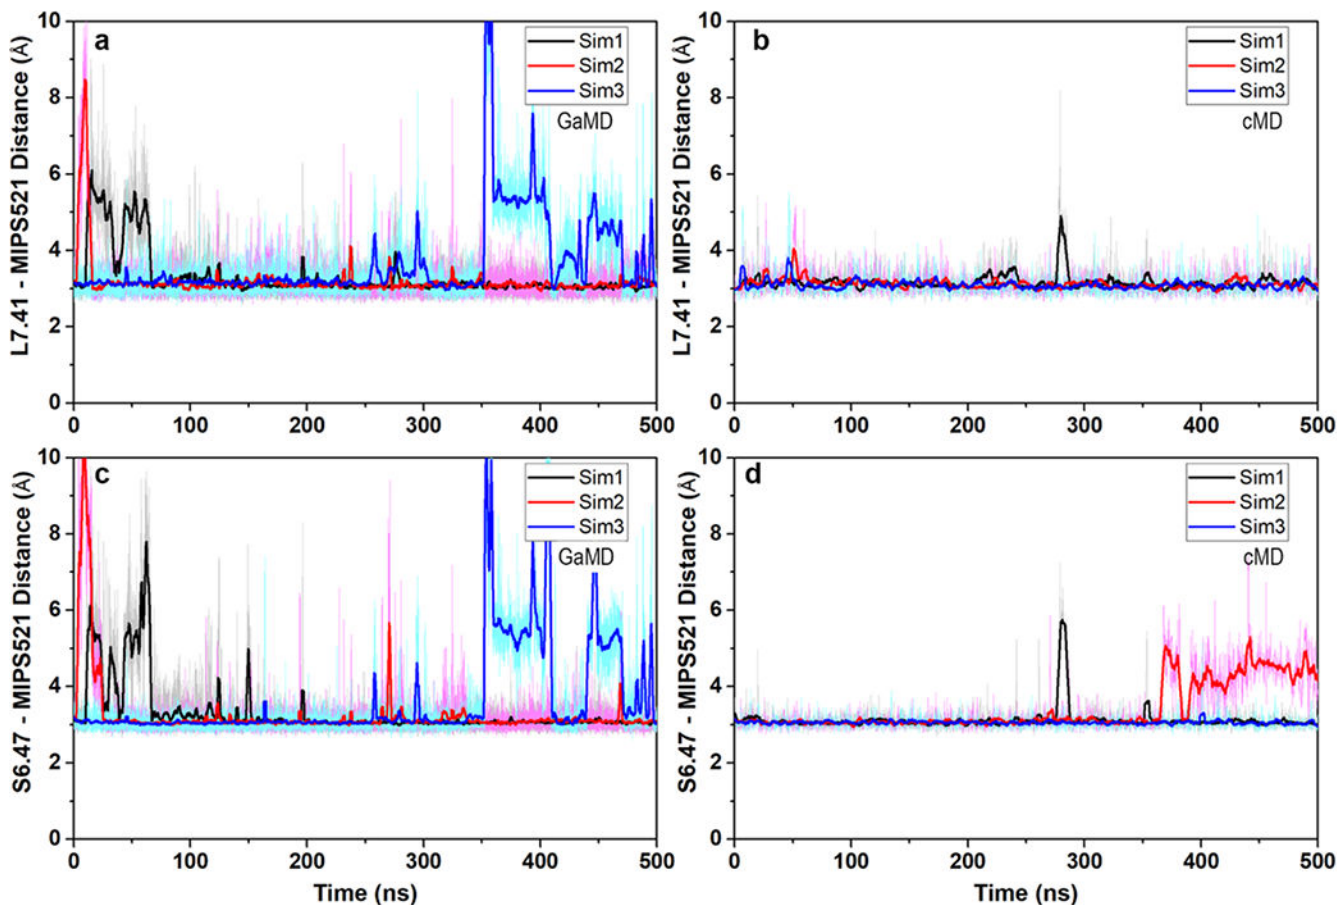 a
L7.41 - MIPS521 Distance (Å)
10
8
6
4
2
0
Sim1
Sim2
Sim3
GaMD
0 100 200 300 400 500
b
L7.41 - MIPS521 Distance (Å)
10
8
6
4
2
0
Sim1
Sim2
Sim3
cMD
0 100 200 300 400 500
c
S6.47 - MIPS521 Distance (Å)
10
8
6
4
2
0
Sim1
Sim2
Sim3
GaMD
0 100 200 300 400 500
Time (ns)
d
S6.47 - MIPS521 Distance (Å)
10
8
6
4
2
0
Sim1
Sim2
Sim3
cMD
0 100 200 300 400 500
Time (ns)